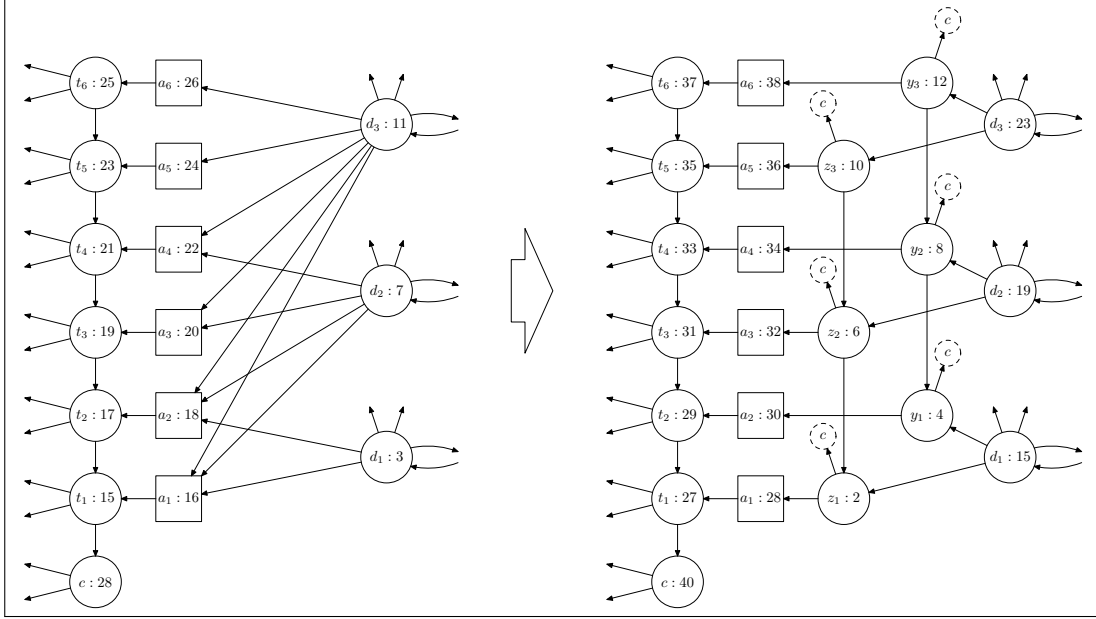 c
t₆ : 25
a₆ : 26
d₃ : 11
t₅ : 23
a₅ : 24
t₄ : 21
a₄ : 22
d₂ : 7
t₃ : 19
a₃ : 20
t₂ : 17
a₂ : 18
d₁ : 3
t₁ : 15
a₁ : 16
c : 28
t₆ : 37
a₆ : 38
y₃ : 12
c
d₃ : 23
t₅ : 35
a₅ : 36
z₃ : 10
c
t₄ : 33
a₄ : 34
y₂ : 8
c
d₂ : 19
t₃ : 31
a₃ : 32
z₂ : 6
c
t₂ : 29
a₂ : 30
y₁ : 4
c
d₁ : 15
t₁ : 27
a₁ : 28
z₁ : 2
c : 40